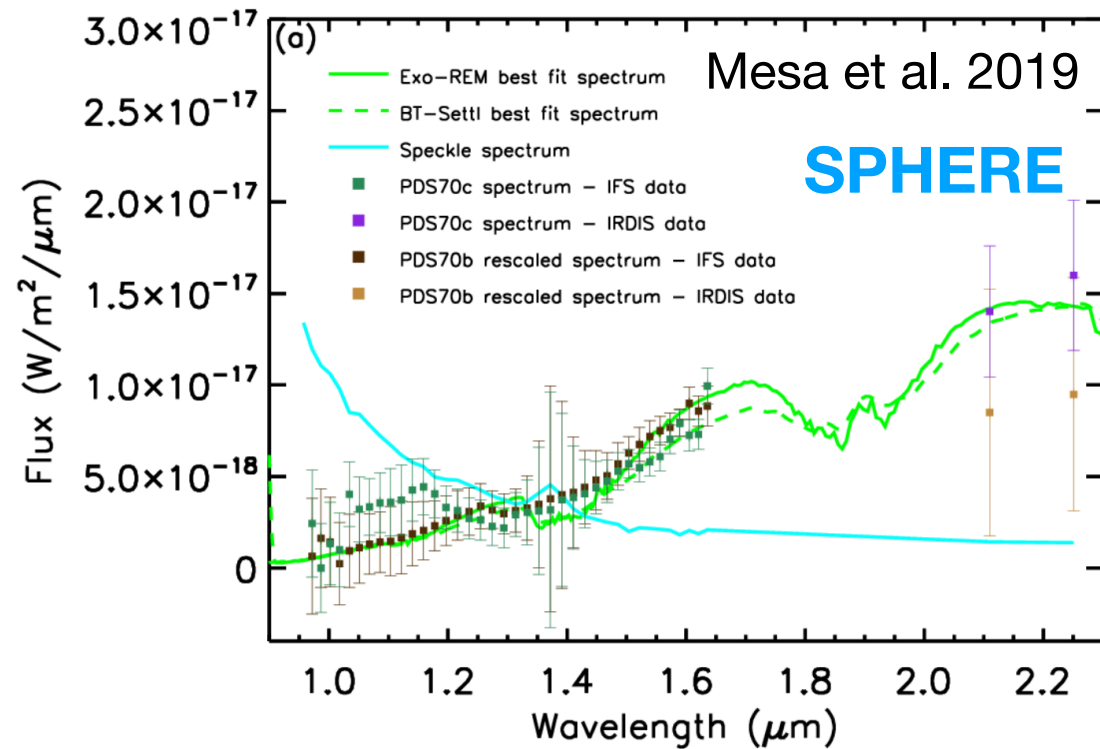 3.0×10⁻¹⁷
(a)
Mesa et al. 2019
Exo-REM best fit spectrum
2.5×10⁻¹⁷
BT-Settl best fit spectrum
SPHERE
Speckle spectrum
2.0×10⁻¹⁷
PDS70c spectrum - IFS data
PDS70c spectrum - IRDIS data
PDS70b rescaled spectrum - IFS data
1.5×10⁻¹⁷
PDS70b rescaled spectrum - IRDIS data
1.0×10⁻¹⁷
5.0×10⁻¹⁸
0
Flux (W/m²/μm)
1.0 1.2 1.4 1.6 1.8 2.0 2.2
Wavelength (μm)